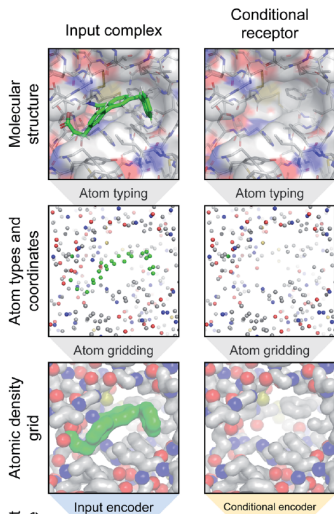 Input complex
Conditional
receptor
Molecular
structure
Atom typing
Atom typing
Atom types and
coordinates
Atom gridding
Atom gridding
Atomic density
grid
Input encoder
Conditional encoder